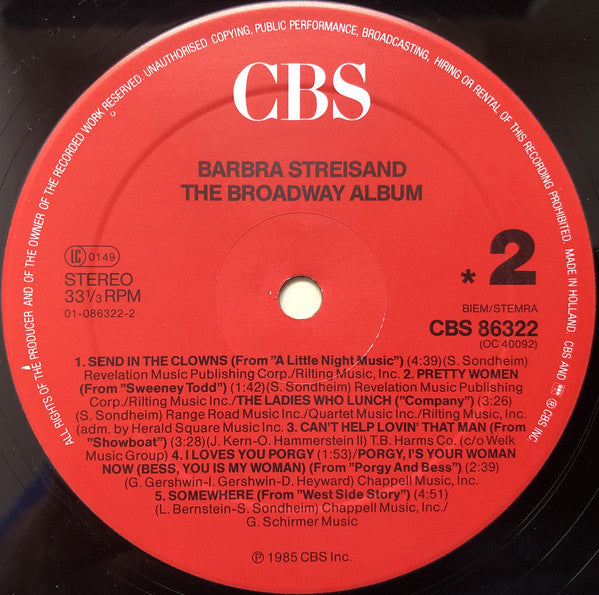 ALL RIGHTS OF THE PRODUCER AND OF THE OWNER OF THE RECORDED WORK RESERVED. UNAUTHORISED COPYING, PUBLIC PERFORMANCE, BROADCASTING, HIRING OR RENTAL OF THIS RECORDING PROHIBITED. MADE IN HOLLAND. CBS AND ℗ CBS INC.
CBS
BARBRA STREISAND
THE BROADWAY ALBUM
LC 0149
STEREO
33 1/3 RPM
01-086322-2
* 2
BIEM/STEMRA
CBS 86322
(OC 40092)
1. SEND IN THE CLOWNS (From "A Little Night Music") (4:39)(S. Sondheim)
Revelation Music Publishing Corp./Rilting Music, Inc. 2. PRETTY WOMEN
(From "Sweeney Todd") (1:42)(S. Sondheim) Revelation Music Publishing
Corp./Rilting Music, Inc./THE LADIES WHO LUNCH ("Company") (3:26)
(S. Sondheim) Range Road Music Inc./Quartet Music Inc./Rilting Music, Inc.
(adm. by Herald Square Music Inc. 3. CAN'T HELP LOVIN' THAT MAN (From
"Showboat") (3:28)(J. Kern-O. Hammerstein II) T.B. Harms Co. (c/o Welk
Music Group) 4. I LOVES YOU PORGY (1:53)/PORGY, I'S YOUR WOMAN
NOW (BESS, YOU IS MY WOMAN) (From "Porgy And Bess") (2:39)
(G. Gershwin-I. Gershwin-D. Heyward) Chappell Music, Inc.
5. SOMEWHERE (From "West Side Story") (4:51)
(L. Bernstein-S. Sondheim) Chappell Music, Inc./
G. Schirmer Music
℗ 1985 CBS Inc.